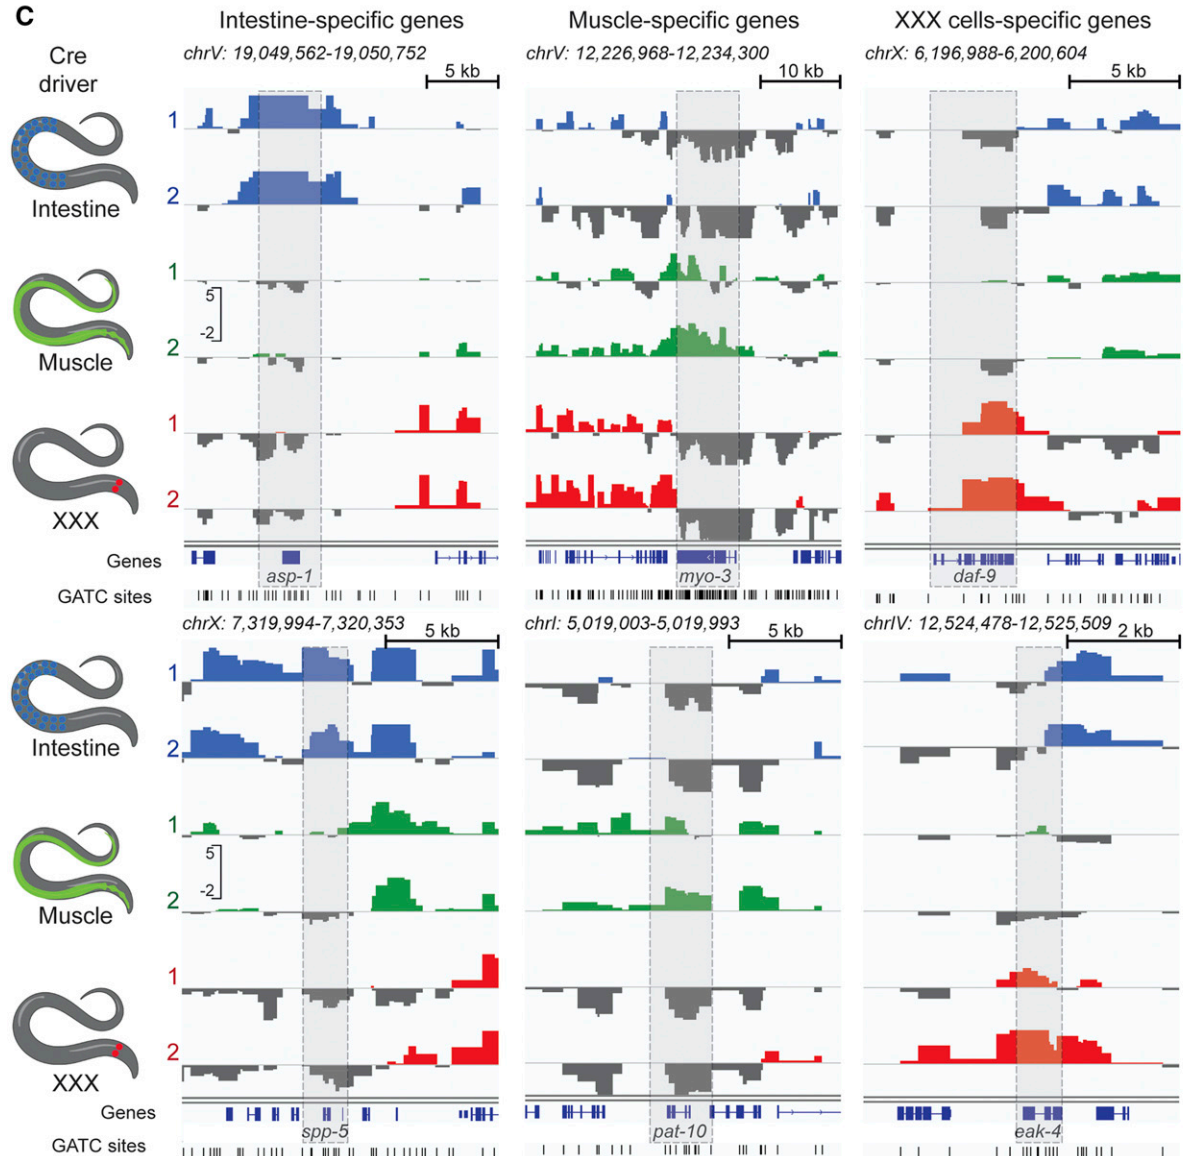 C
Intestine-specific genes
Muscle-specific genes
XXX cells-specific genes
Cre
driver
chrV: 19,049,562-19,050,752
chrV: 12,226,968-12,234,300
chrX: 6,196,988-6,200,604
5 kb
10 kb
5 kb
1
2
Intestine
1
5
-2
2
Muscle
1
2
XXX
Genes
asp-1
myo-3
daf-9
GATC sites
chrX: 7,319,994-7,320,353
chrI: 5,019,003-5,019,993
chrIV: 12,524,478-12,525,509
5 kb
5 kb
2 kb
1
2
Intestine
1
5
-2
2
Muscle
1
2
XXX
Genes
spp-5
pat-10
eak-4
GATC sites